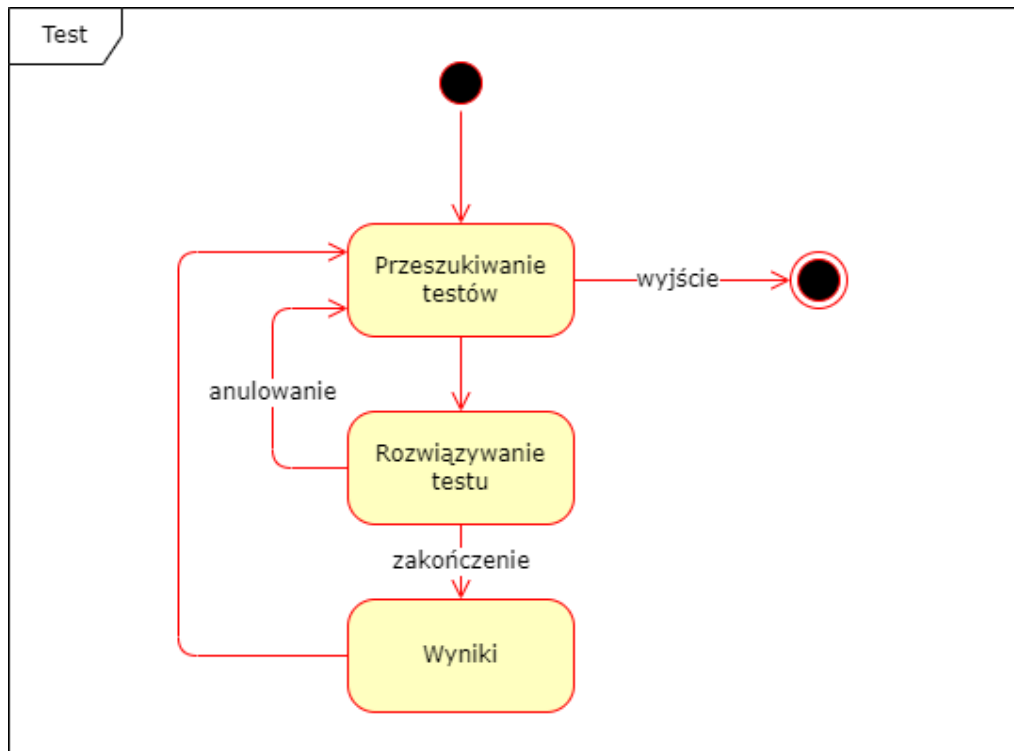 Test
Przeszukiwanie
testów
wyjście
anulowanie
Rozwiązywanie
testu
zakończenie
Wyniki